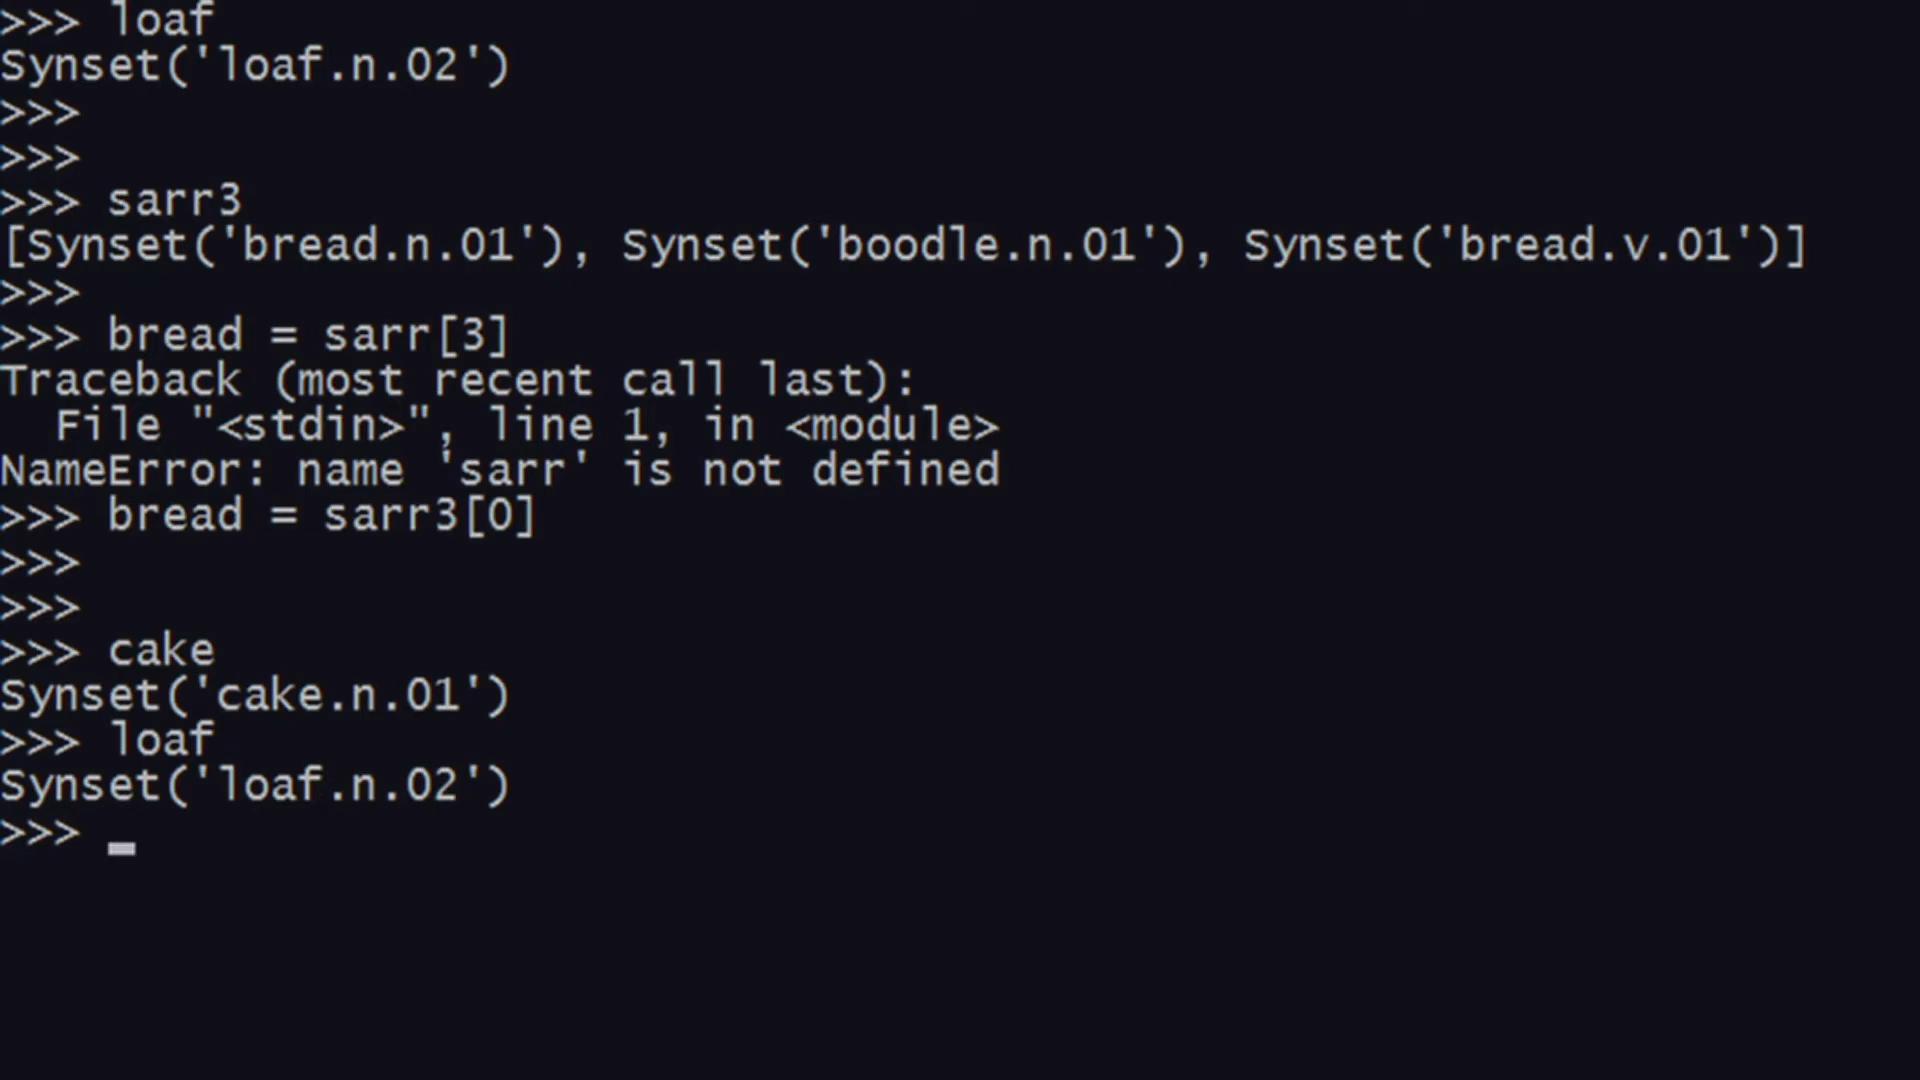 >>> loaf
Synset('loaf.n.02')
>>>
>>>
>>> sarr3
[Synset('bread.n.01'), Synset('boodle.n.01'), Synset('bread.v.01')]
>>>
>>> bread = sarr[3]
Traceback (most recent call last):
  File "<stdin>", line 1, in <module>
NameError: name 'sarr' is not defined
>>> bread = sarr3[0]
>>>
>>>
>>> cake
Synset('cake.n.01')
>>> loaf
Synset('loaf.n.02')
>>>